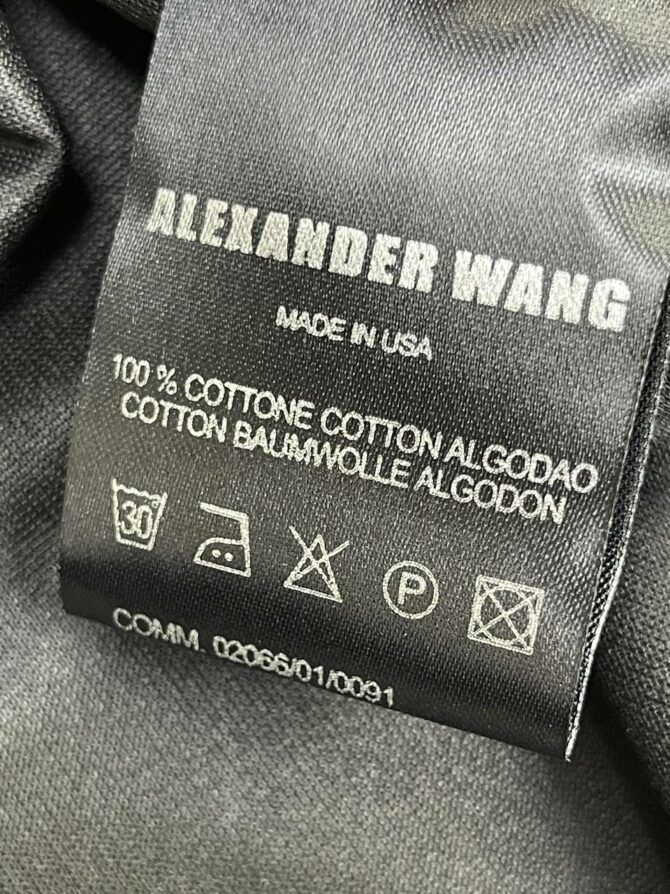 ALEXANDER WANG
MADE IN USA
100 % COTTONE COTTON ALGODAO
COTTON BAUMWOLLE ALGODON
30
P
COMM. 02066/01/0091